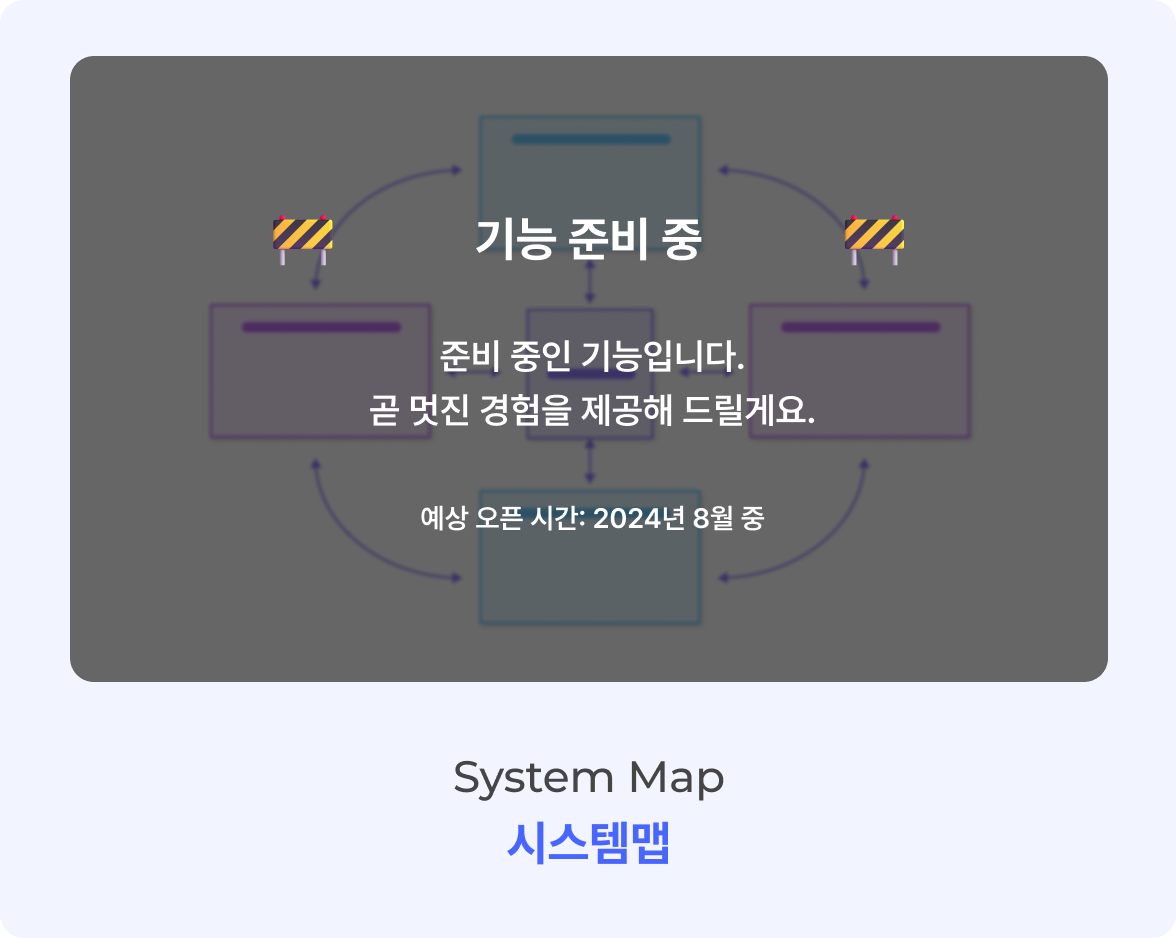 🚧 기능 준비 중 🚧
준비 중인 기능입니다.
곧 멋진 경험을 제공해 드릴게요.
예상 오픈 시간: 2024년 8월 중
System Map
시스템맵